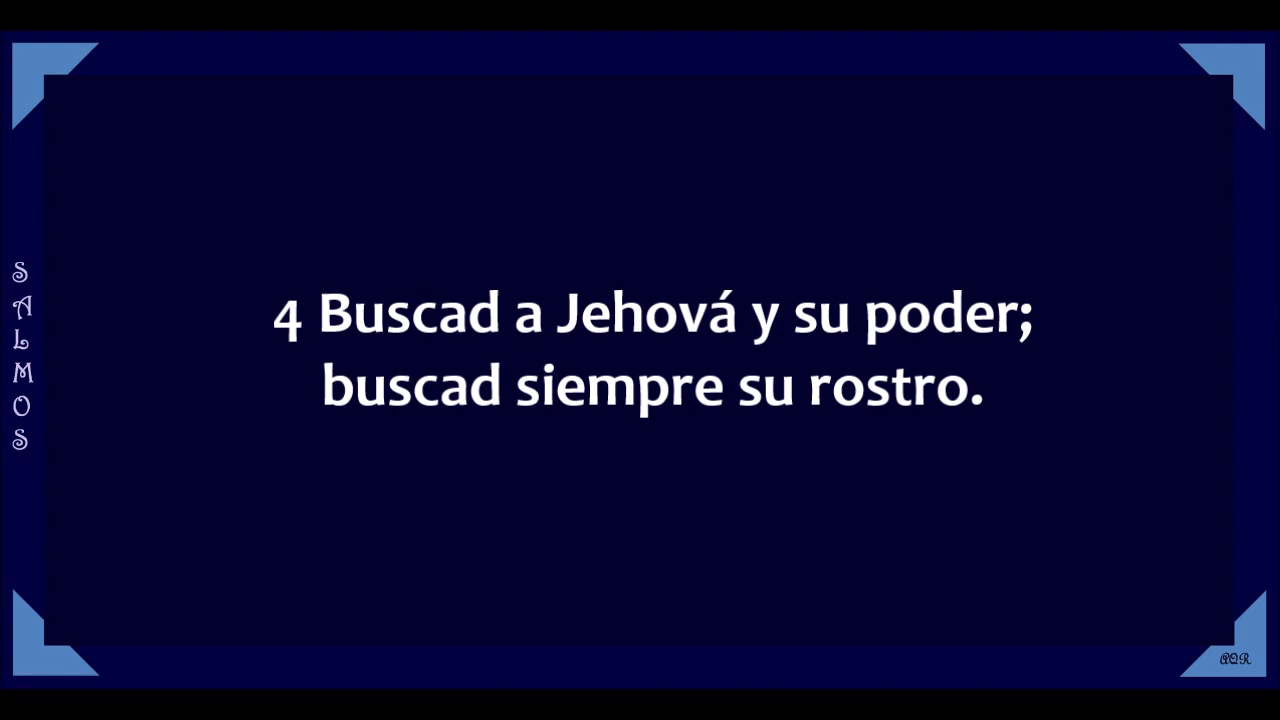 SALMOS
4 Buscad a Jehová y su poder;
buscad siempre su rostro.